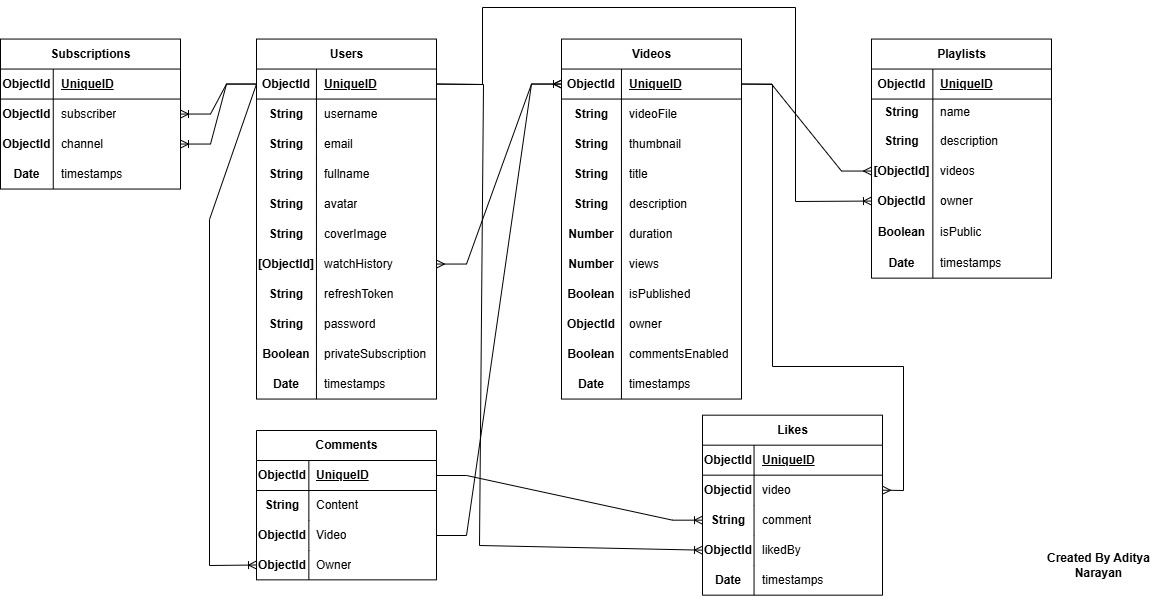 Subscriptions
ObjectId UniqueID
ObjectId subscriber
ObjectId channel
Date timestamps
Users
ObjectId UniqueID
String username
String email
String fullname
String avatar
String coverImage
[ObjectId] watchHistory
String refreshToken
String password
Boolean privateSubscription
Date timestamps
Videos
ObjectId UniqueID
String videoFile
String thumbnail
String title
String description
Number duration
Number views
Boolean isPublished
ObjectId owner
Boolean commentsEnabled
Date timestamps
Playlists
ObjectId UniqueID
String name
String description
[ObjectId] videos
ObjectId owner
Boolean isPublic
Date timestamps
Comments
ObjectId UniqueID
String Content
ObjectId Video
ObjectId Owner
Likes
ObjectId UniqueID
Objectid video
String comment
ObjectId likedBy
Date timestamps
Created By Aditya
Narayan